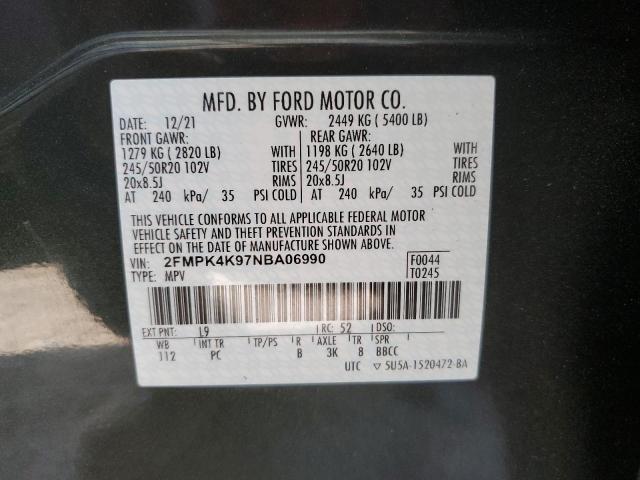 MFD. BY FORD MOTOR CO.
DATE: 12/21 GVWR: 2449 KG ( 5400 LB)
FRONT GAWR: REAR GAWR:
1279 KG ( 2820 LB) WITH 1198 KG ( 2640 LB) WITH
245/50R20 102V TIRES 245/50R20 102V TIRES
20x8.5J RIMS 20x8.5J RIMS
AT 240 kPa/ 35 PSI COLD AT 240 kPa/ 35 PSI COLD
THIS VEHICLE CONFORMS TO ALL APPLICABLE FEDERAL MOTOR
VEHICLE SAFETY AND THEFT PREVENTION STANDARDS IN
EFFECT ON THE DATE OF MANUFACTURE SHOWN ABOVE.
VIN: 2FMPK4K97NBA06990 F0044
TYPE: MPV T0245
EXT PNT: L9 RC: 52 DSO:
WB INT TR TP/PS R AXLE TR SPR
112 PC B 3K 8 BBCC
UTC ▽ 5U5A-1520472-BA